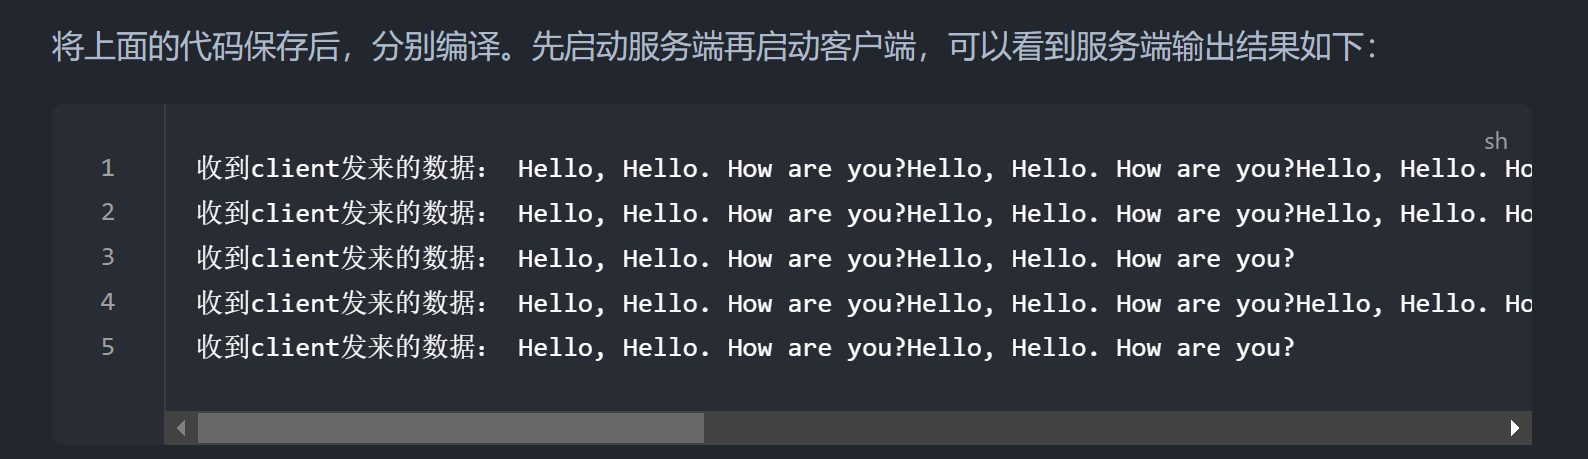 将上面的代码保存后，分别编译。先启动服务端再启动客户端，可以看到服务端输出结果如下：
sh
1 收到client发来的数据： Hello, Hello. How are you?Hello, Hello. How are you?Hello, Hello. Ho
2 收到client发来的数据： Hello, Hello. How are you?Hello, Hello. How are you?Hello, Hello. Ho
3 收到client发来的数据： Hello, Hello. How are you?Hello, Hello. How are you?
4 收到client发来的数据： Hello, Hello. How are you?Hello, Hello. How are you?Hello, Hello. Ho
5 收到client发来的数据： Hello, Hello. How are you?Hello, Hello. How are you?